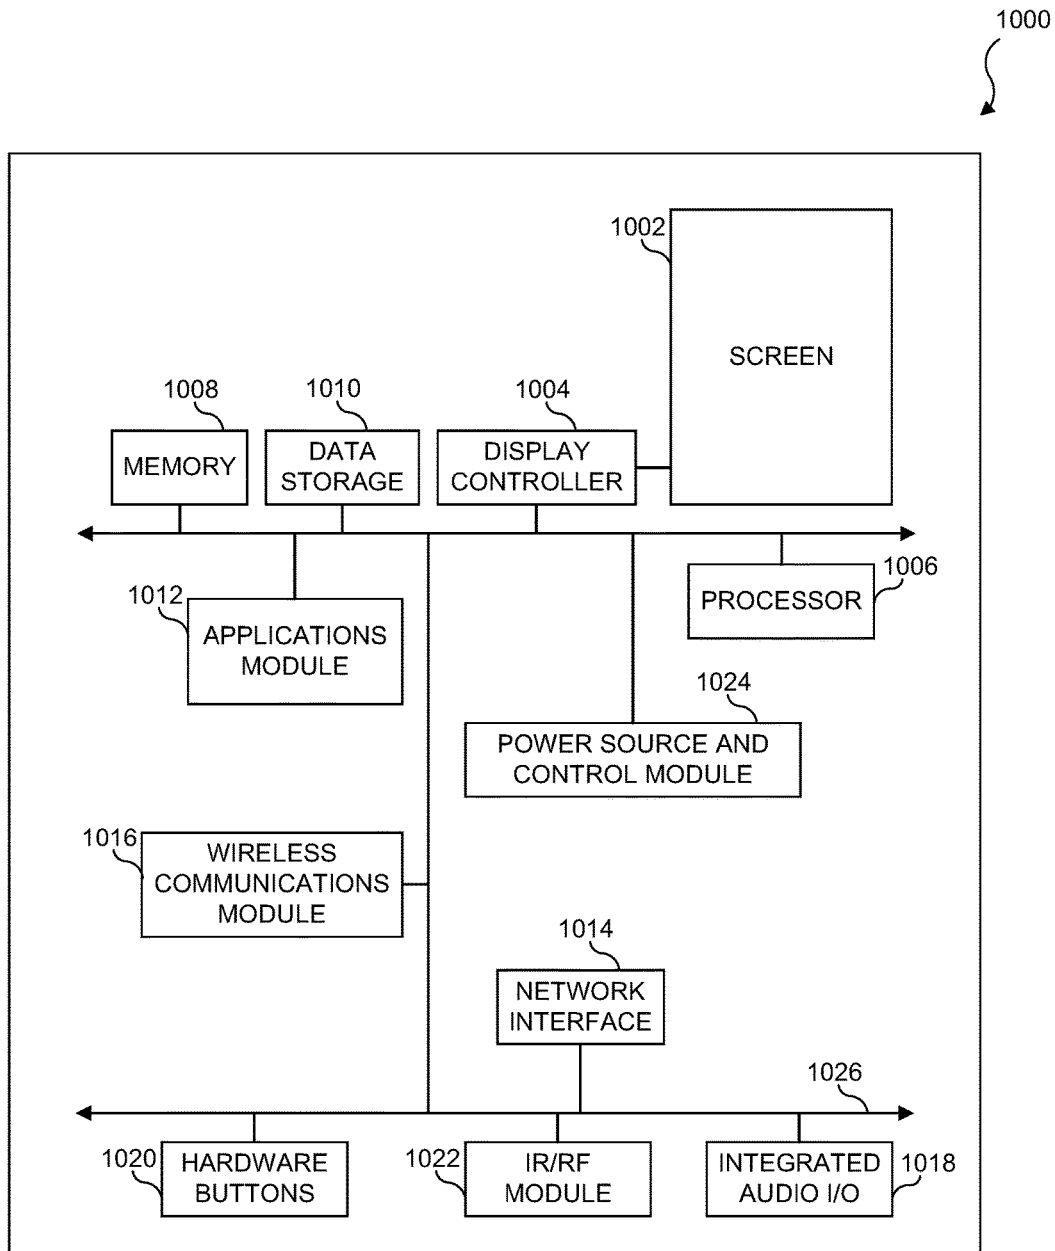 1000
1002
SCREEN
1008
1010
1004
MEMORY
DATA
STORAGE
DISPLAY
CONTROLLER
1012
APPLICATIONS
MODULE
1006
PROCESSOR
1024
POWER SOURCE AND
CONTROL MODULE
1016
WIRELESS
COMMUNICATIONS
MODULE
1014
NETWORK
INTERFACE
1026
1020
HARDWARE
BUTTONS
1022
IR/RF
MODULE
INTEGRATED
AUDIO I/O
1018